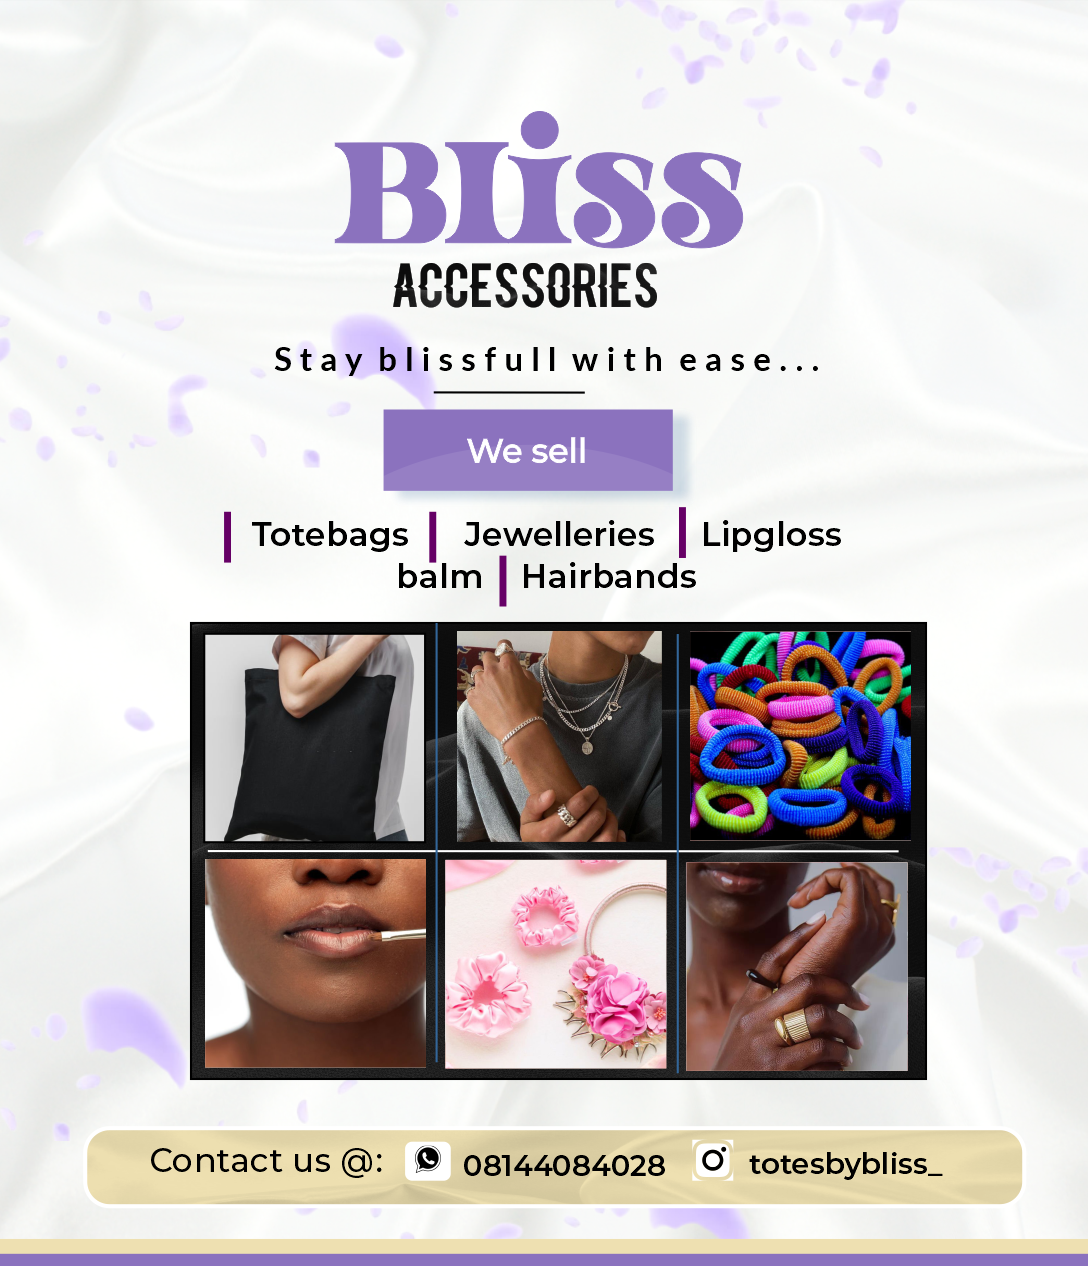 Bliss
ACCESSORIES
Stay blissfull with ease...
We sell
Totebags Jewelleries Lipgloss
balm Hairbands
Contact us @: 08144084028 totesbybliss_